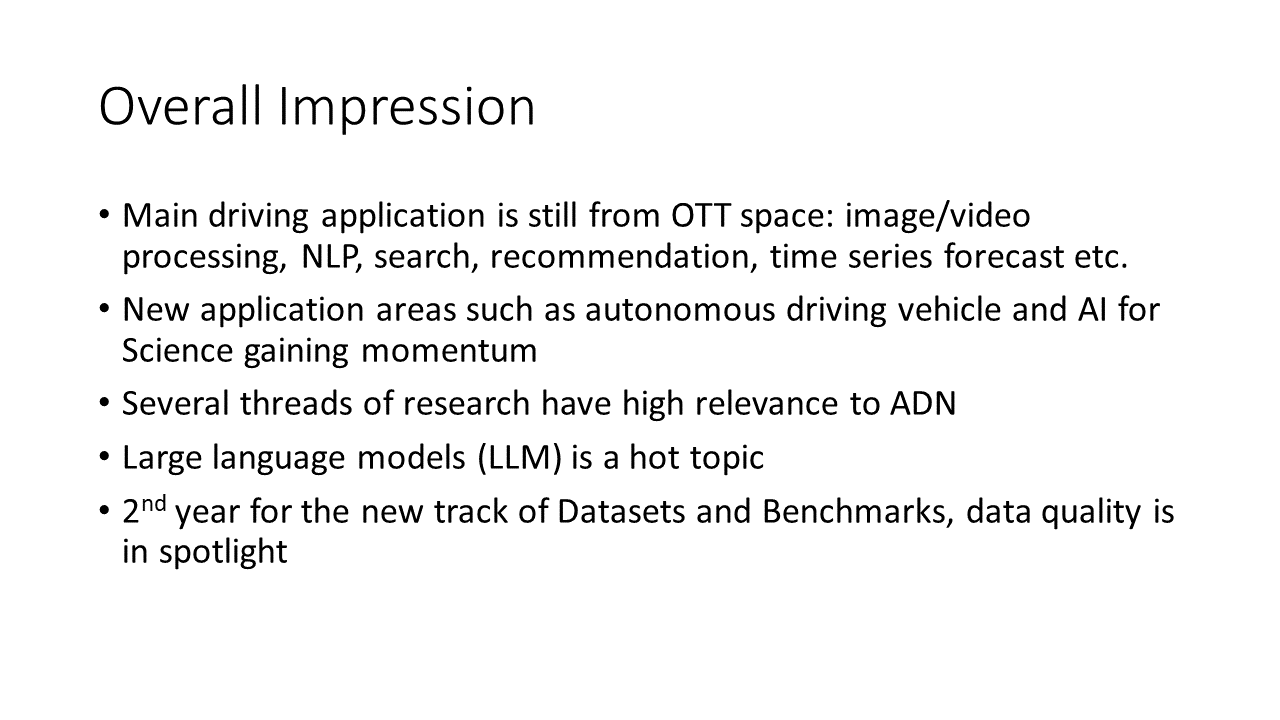 Overall Impression
• Main driving application is still from OTT space: image/video
processing, NLP, search, recommendation, time series forecast etc.
• New application areas such as autonomous driving vehicle and AI for
Science gaining momentum
• Several threads of research have high relevance to ADN
• Large language models (LLM) is a hot topic
• 2nd year for the new track of Datasets and Benchmarks, data quality is
in spotlight